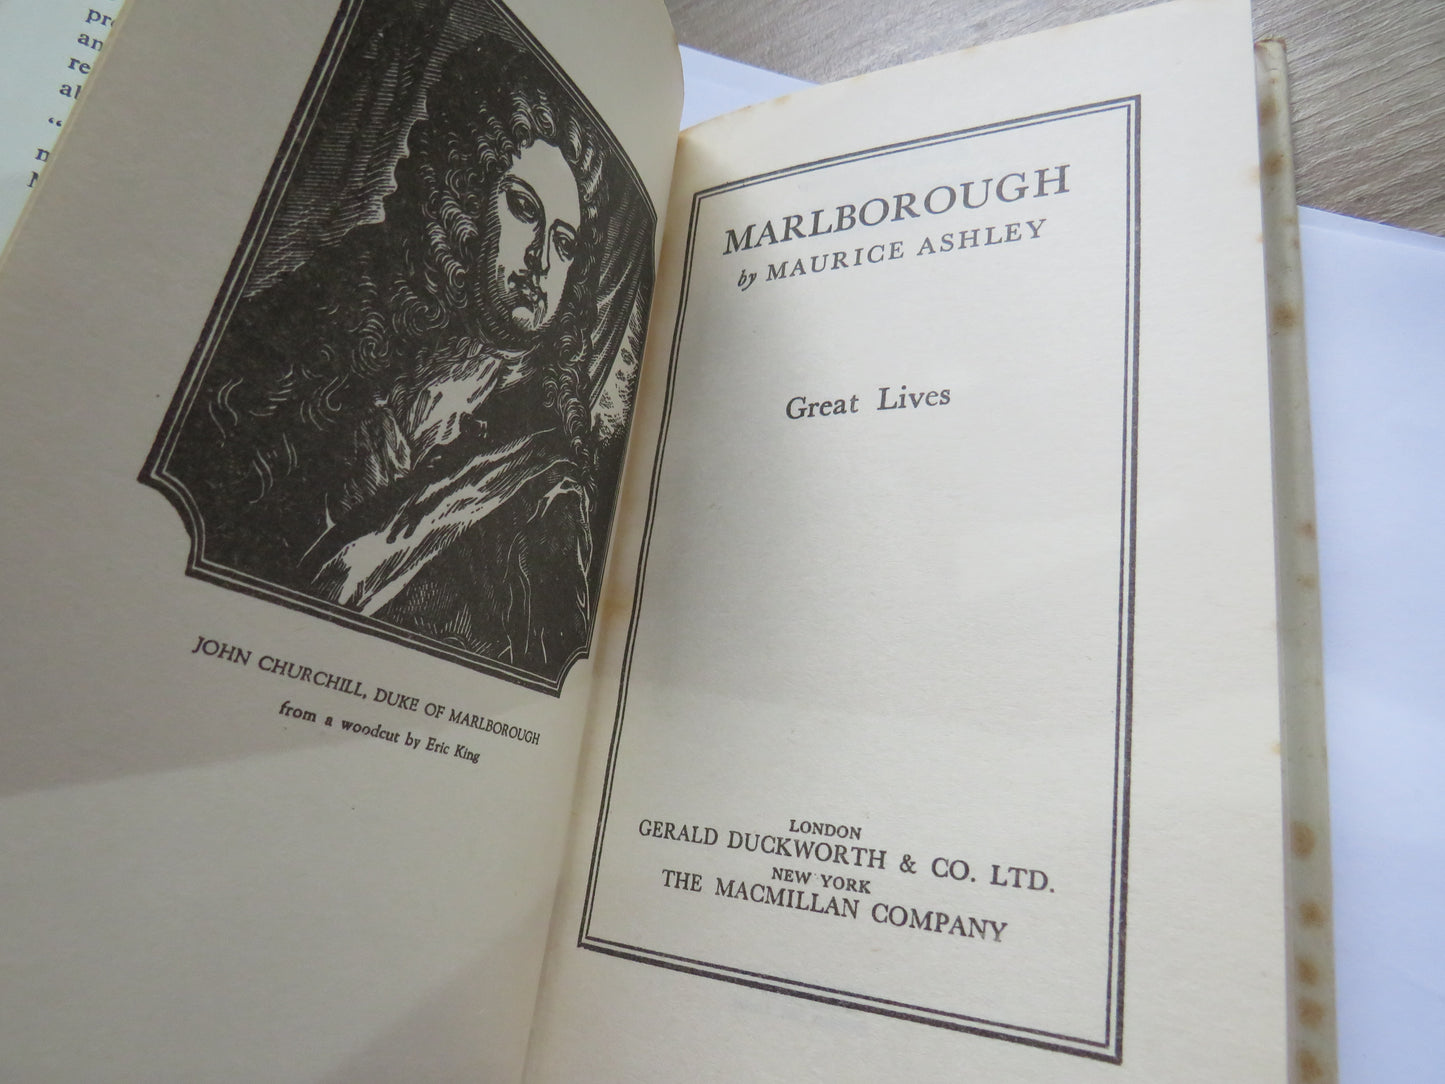 JOHN CHURCHILL, DUKE OF MARLBOROUGH
from a woodcut by Eric King
MARLBOROUGH
by MAURICE ASHLEY
Great Lives
LONDON
GERALD DUCKWORTH & CO. LTD.
NEW YORK
THE MACMILLAN COMPANY